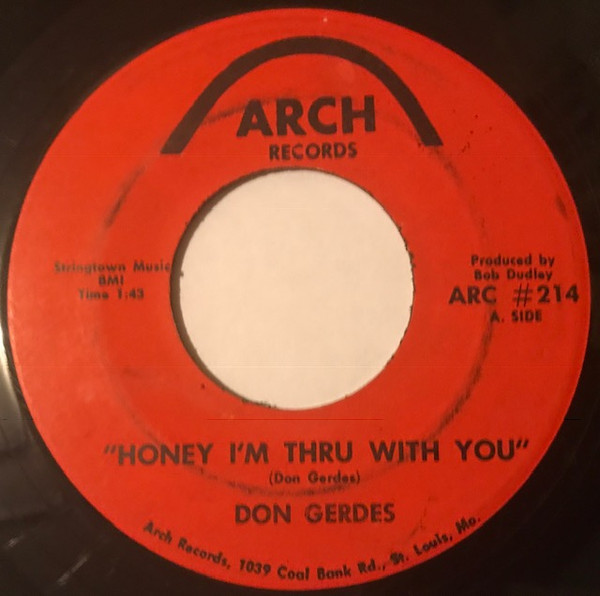 ARCH
RECORDS
Stringtown Music
BMI
Time 1:43
Produced by
Bob Dudley
ARC #214
A. SIDE
"HONEY I'M THRU WITH YOU"
(Don Gerdes)
DON GERDES
Arch Records, 1039 Coal Bank Rd., St. Louis, Mo.